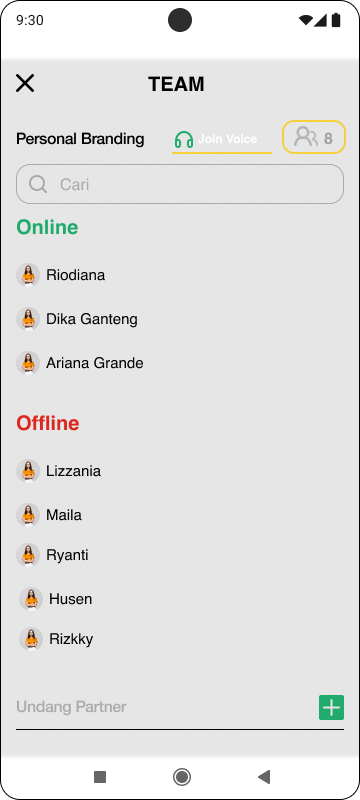 9:30
TEAM
Personal Branding
Join Voice
8
Cari
Online
Riodiana
Dika Ganteng
Ariana Grande
Offline
Lizzania
Maila
Ryanti
Husen
Rizkky
Undang Partner